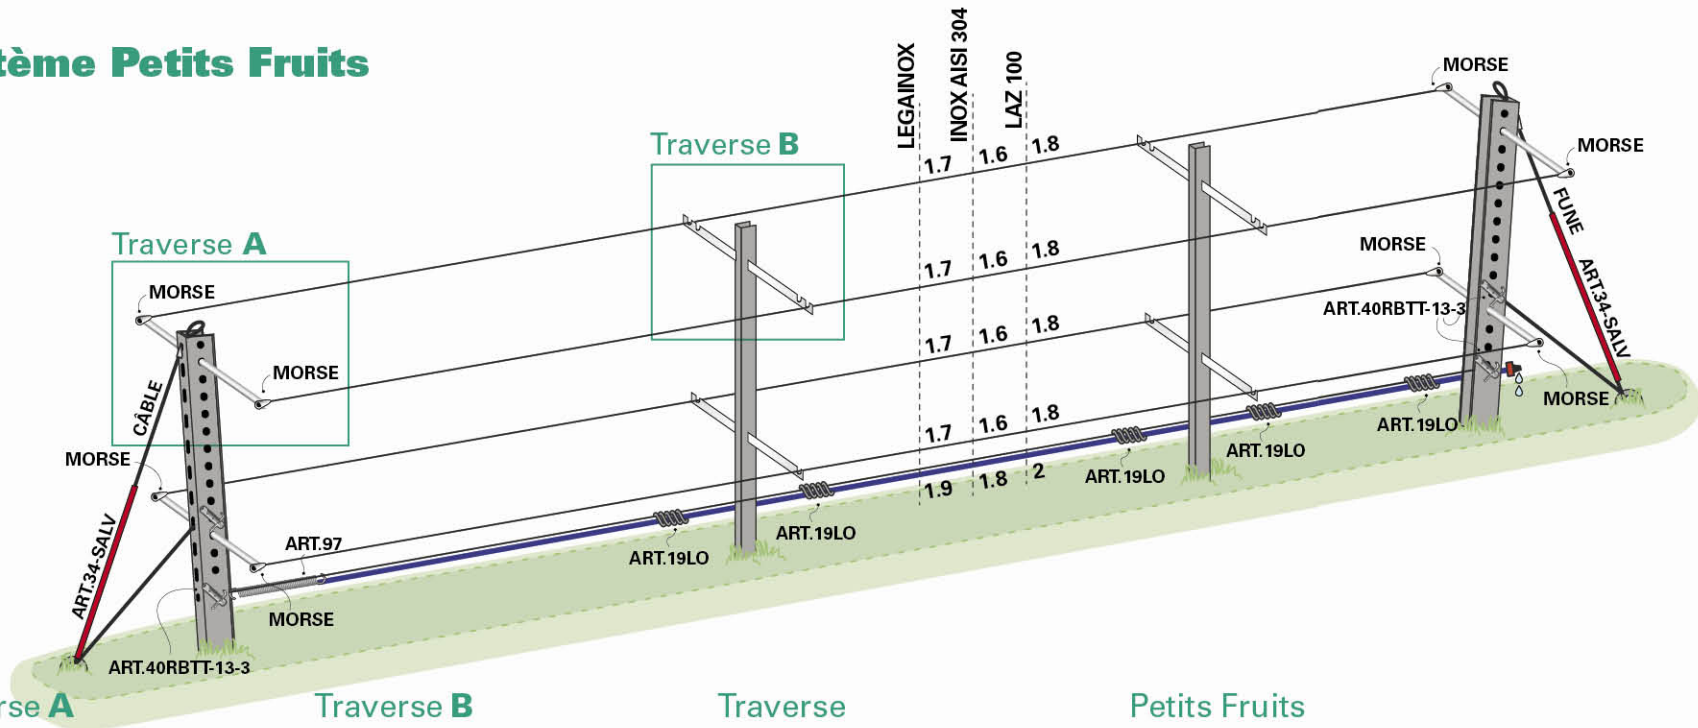 tème Petits Fruits
LEGAINOX
INOX AISI 304
LAZ 100
MORSE
MORSE
Traverse B
1.7 1.6 1.8
FUNE
Traverse A
MORSE
1.7 1.6 1.8
ART.34-SALV
MORSE
ART.40RBTT-13-3
MORSE
1.7 1.6 1.8
CÂBLE
MORSE
ART.19LO
MORSE
1.7 1.6 1.8
ART.19LO
ART.19LO
1.9 1.8 2
ART.34-SALV
ART.97
ART.19LO
ART.19LO
MORSE
ART.40RBTT-13-3
rse A
Traverse B
Traverse
Petits Fruits